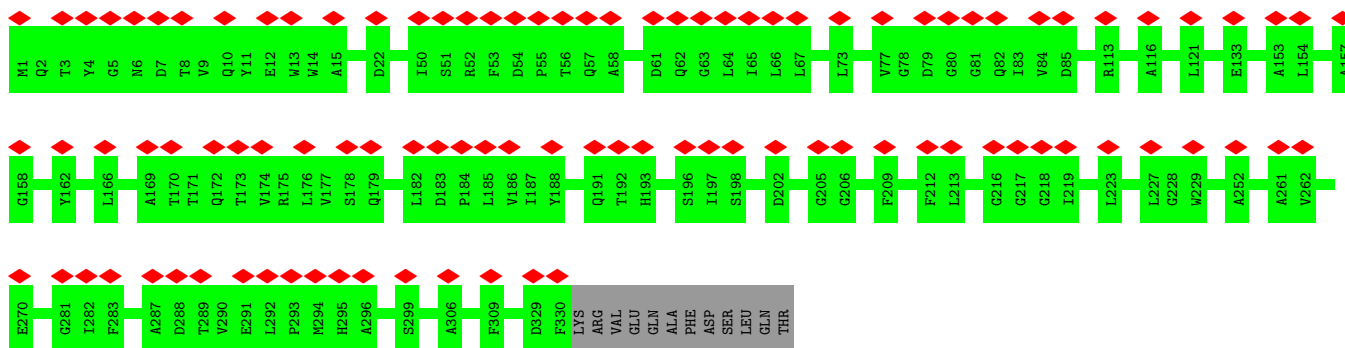 M1 Q2 T3 Y4 G5 N6 D7 T8 V9 Q10 Y11 E12 W13 W14 A15 D22 I50 S51 R52 F53 D54 P55 T56 Q57 A58 D61 Q62 G63 L64 I65 L66 L67 L73 V77 G78 D79 G80 G81 Q82 I83 V84 D85 R113 A116 L121 E133 A153 L154 A157
G158 Y162 L166 A169 T170 T171 Q172 T173 V174 R175 L176 V177 S178 Q179 L182 D183 P184 L185 V186 I187 Y188 Q191 T192 H193 S196 I197 S198 D202 G205 G206 F209 F212 L213 G216 G217 G218 I219 L223 L227 G228 W229 A252 A261 V262
E270 G281 I282 F283 A287 D288 T289 V290 E291 L292 P293 M294 H295 A296 S299 A306 F309 D329 F330 LYS ARG VAL GLU GLN ALA PHE ASP SER LEU GLN THR